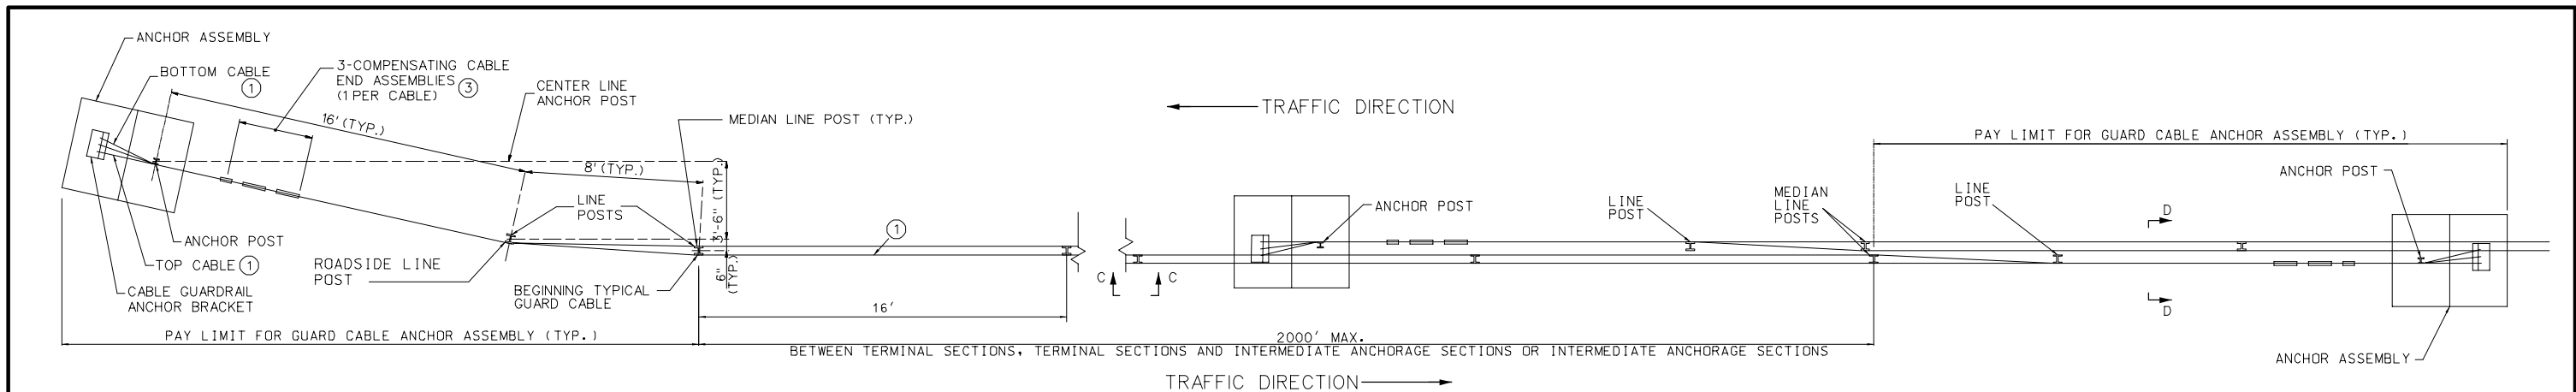 ANCHOR ASSEMBLY
BOTTOM CABLE
1
3-COMPENSATING CABLE
END ASSEMBLIES 3
(1 PER CABLE)
CENTER LINE
ANCHOR POST
16' (TYP.)
MEDIAN LINE POST (TYP.)
8' (TYP.)
3'-6" (TYP.)
6"
(TYP.)
LINE
POSTS
ANCHOR POST
TOP CABLE 1
CABLE GUARDRAIL
ANCHOR BRACKET
ROADSIDE LINE
POST
BEGINNING TYPICAL
GUARD CABLE
1
16'
PAY LIMIT FOR GUARD CABLE ANCHOR ASSEMBLY (TYP.)
TRAFFIC DIRECTION
C
C
ANCHOR POST
LINE
POST
MEDIAN
LINE
POSTS
PAY LIMIT FOR GUARD CABLE ANCHOR ASSEMBLY (TYP.)
LINE
POST
D
D
ANCHOR POST
ANCHOR ASSEMBLY
2000' MAX.
BETWEEN TERMINAL SECTIONS, TERMINAL SECTIONS AND INTERMEDIATE ANCHORAGE SECTIONS OR INTERMEDIATE ANCHORAGE SECTIONS
TRAFFIC DIRECTION